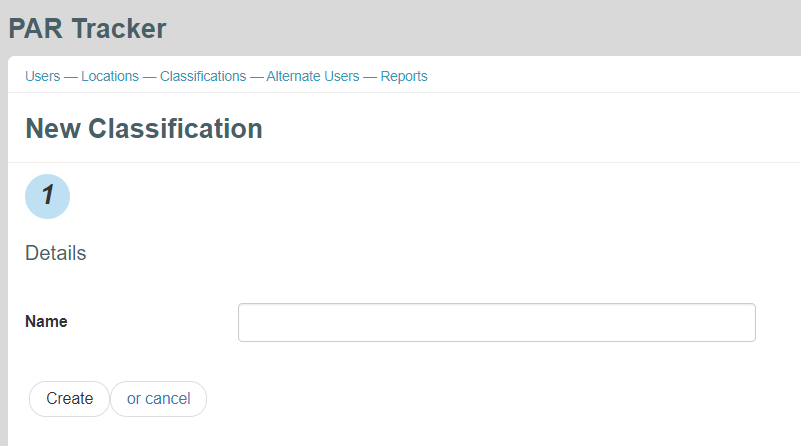 PAR Tracker
Users — Locations — Classifications — Alternate Users — Reports
New Classification
1
Details
Name
Create or cancel